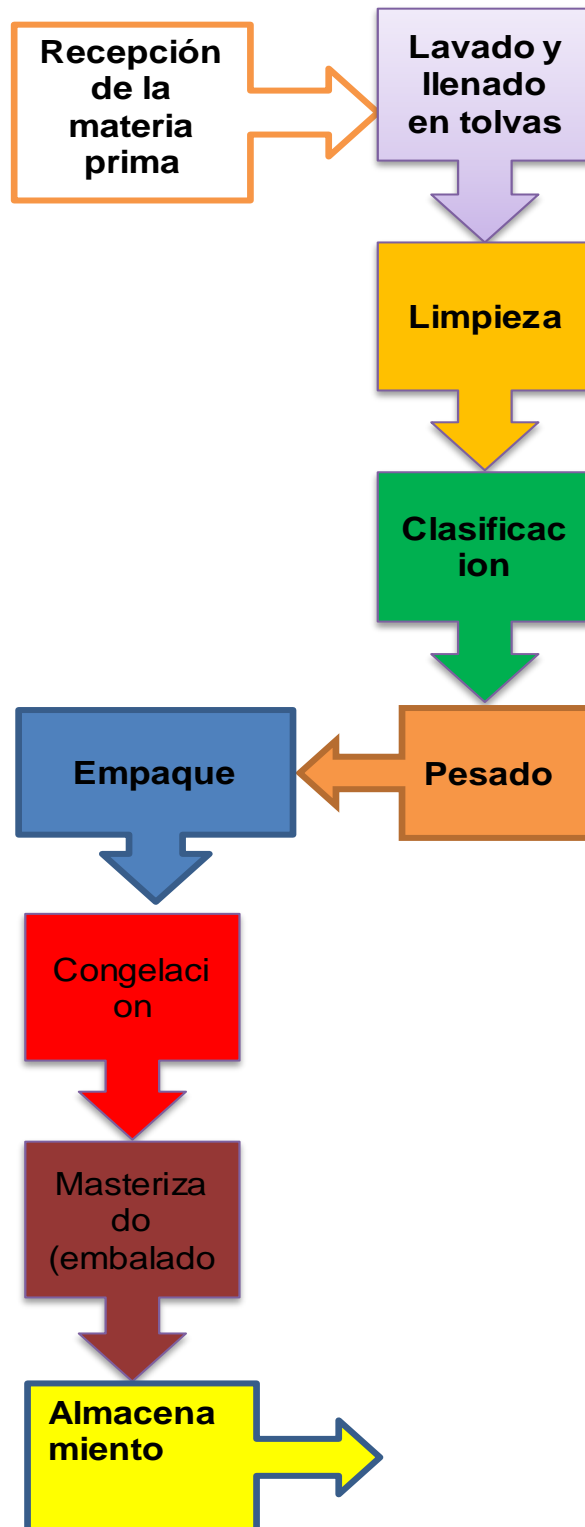 Recepción
de la
materia
prima
Lavado y
llenado
en tolvas
Limpieza
Clasificac
ion
Pesado
Empaque
Congelaci
on
Masteriza
do
(embalado
Almacena
miento